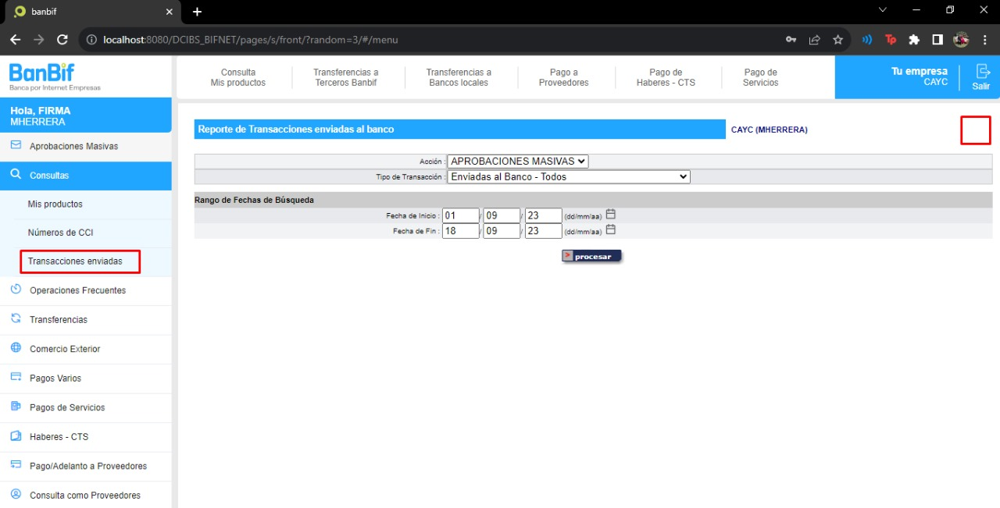 banbif
localhost:8080/DCIBS_BIFNET/pages/s/front/?random=3/#/menu
BanBif
Banca por Internet Empresas
Consulta
Mis productos
Transferencias a
Terceros Banbif
Transferencias a
Bancos locales
Pago a
Proveedores
Pago de
Haberes - CTS
Pago de
Servicios
Tu empresa
CAYC
Salir
Hola, FIRMA
MHERRERA
Aprobaciones Masivas
Consultas
Mis productos
Números de CCI
Transacciones enviadas
Operaciones Frecuentes
Transferencias
Comercio Exterior
Pagos Varios
Pagos de Servicios
Haberes - CTS
Pago/Adelanto a Proveedores
Consulta como Proveedores
Reporte de Transacciones enviadas al banco
CAYC (MHERRERA)
Acción : APROBACIONES MASIVAS
Tipo de Transacción : Enviadas al Banco - Todos
Rango de Fechas de Búsqueda
Fecha de Inicio : 01 / 09 / 23 (dd/mm/aa)
Fecha de Fin : 18 / 09 / 23 (dd/mm/aa)
> procesar
Tp